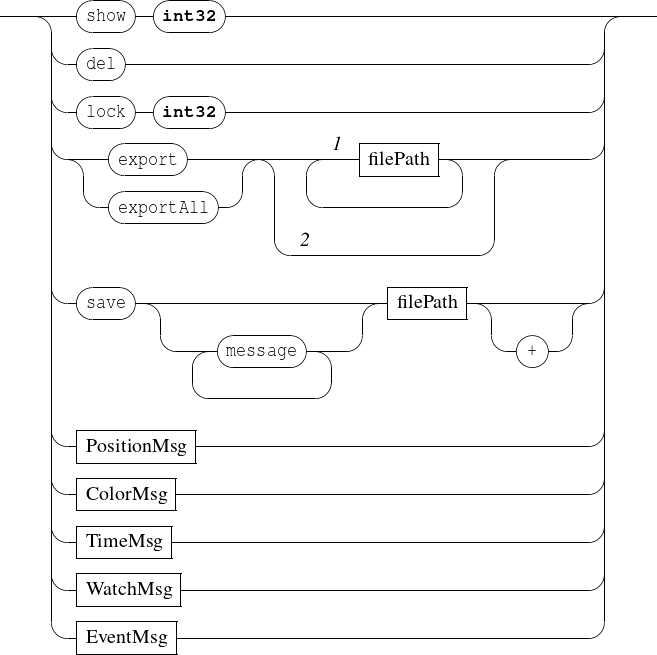 show int32
del
lock int32
1
export filePath
exportAll
2
save filePath
message +
PositionMsg
ColorMsg
TimeMsg
WatchMsg
EventMsg